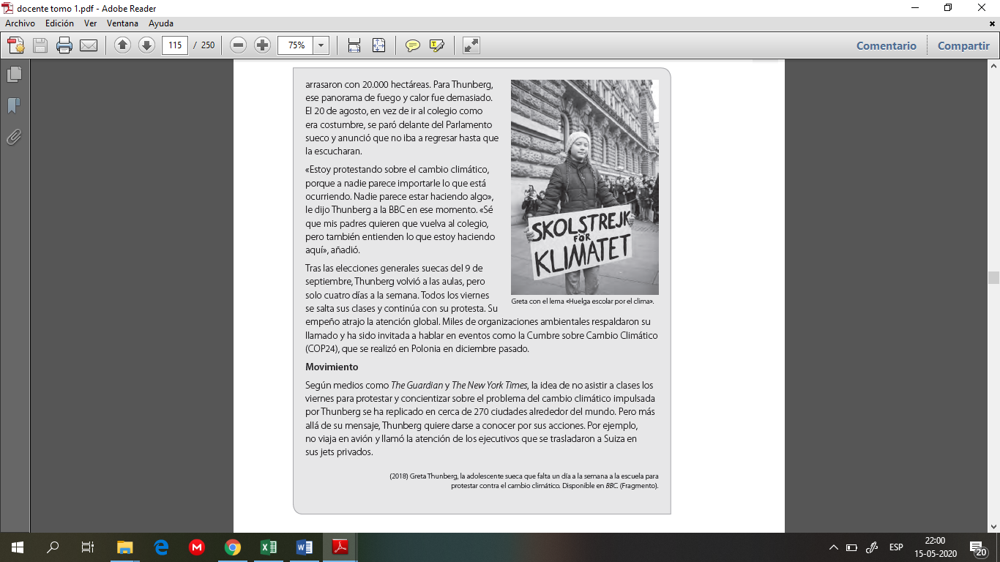 docente tomo 1.pdf - Adobe Reader
Archivo Edición Ver Ventana Ayuda
115 / 250 75% Comentario Compartir
arrasaron con 20.000 hectáreas. Para Thunberg,
ese panorama de fuego y calor fue demasiado.
El 20 de agosto, en vez de ir al colegio como
era costumbre, se paró delante del Parlamento
sueco y anunció que no iba a regresar hasta que
la escucharan.
«Estoy protestando sobre el cambio climático,
porque a nadie parece importarle lo que está
ocurriendo. Nadie parece estar haciendo algo»,
le dijo Thunberg a la BBC en ese momento. «Sé
que mis padres quieren que vuelva al colegio,
pero también entienden lo que estoy haciendo
aquí», añadió.
Tras las elecciones generales suecas del 9 de
septiembre, Thunberg volvió a las aulas, pero
solo cuatro días a la semana. Todos los viernes
se salta sus clases y continúa con su protesta. Su
empeño atrajo la atención global. Miles de organizaciones ambientales respaldaron su
llamado y ha sido invitada a hablar en eventos como la Cumbre sobre Cambio Climático
(COP24), que se realizó en Polonia en diciembre pasado.
SKOLSTREJK
FÖR
KLIMATET
Greta con el lema «Huelga escolar por el clima».
Movimiento
Según medios como The Guardian y The New York Times, la idea de no asistir a clases los
viernes para protestar y concientizar sobre el problema del cambio climático impulsada
por Thunberg se ha replicado en cerca de 270 ciudades alrededor del mundo. Pero más
allá de su mensaje, Thunberg quiere darse a conocer por sus acciones. Por ejemplo,
no viaja en avión y llamó la atención de los ejecutivos que se trasladaron a Suiza en
sus jets privados.
(2018) Greta Thunberg, la adolescente sueca que falta un día a la semana a la escuela para
protestar contra el cambio climático. Disponible en BBC. (Fragmento).
ESP
22:00
15-05-2020
20